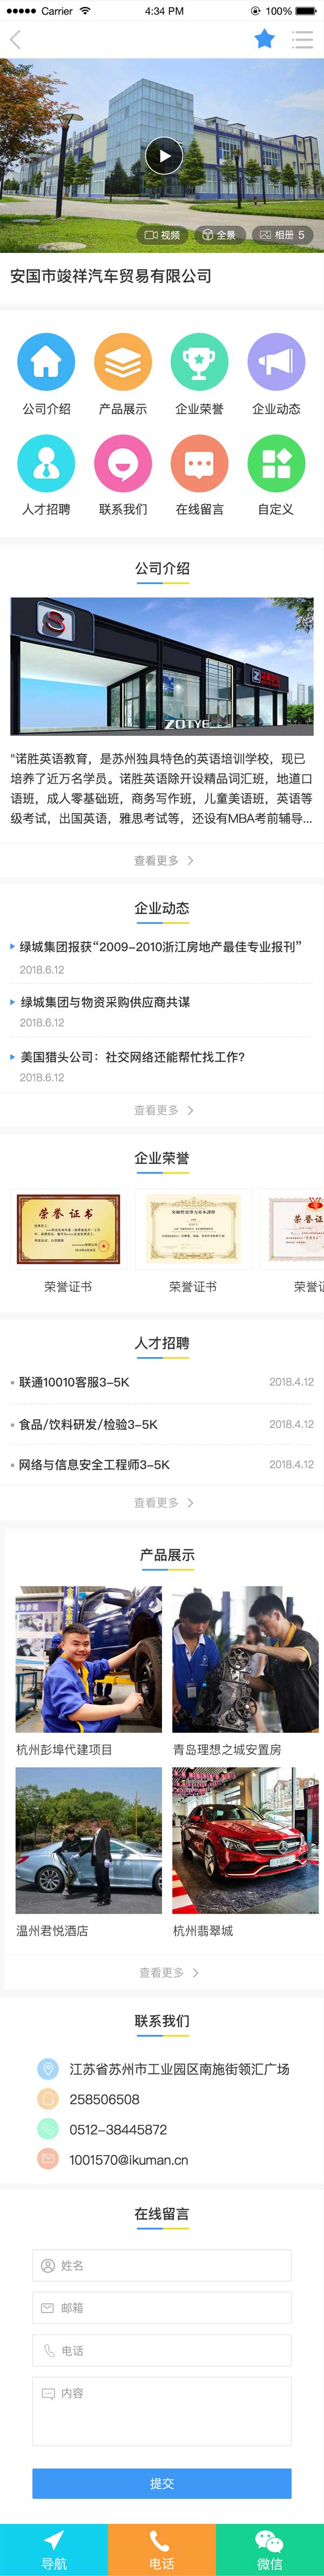 Carrier
4:34 PM
100%
视频
全景
相册 5
安国市竣祥汽车贸易有限公司
公司介绍
产品展示
企业荣誉
企业动态
人才招聘
联系我们
在线留言
自定义
公司介绍
S
ZOTYE
"诺胜英语教育，是苏州独具特色的英语培训学校，现已
培养了近万名学员。诺胜英语除开设精品词汇班，地道口
语班，成人零基础班，商务写作班，儿童美语班，英语等
级考试，出国英语，雅思考试等，还设有MBA考前辅导...
查看更多
企业动态
绿城集团报获“2009-2010浙江房地产最佳专业报刊”
2018.6.12
绿城集团与物资采购供应商共谋
2018.6.12
美国猎头公司：社交网络还能帮忙找工作?
2018.6.12
查看更多
企业荣誉
荣誉证书
荣誉证书
荣誉证书
人才招聘
联通10010客服3-5K
2018.4.12
食品/饮料研发/检验3-5K
2018.4.12
网络与信息安全工程师3-5K
2018.4.12
查看更多
产品展示
杭州彭埠代建项目
青岛理想之城安置房
温州君悦酒店
杭州翡翠城
查看更多
联系我们
江苏省苏州市工业园区南施街领汇广场
258506508
0512-38445872
1001570@ikuman.cn
在线留言
姓名
邮箱
电话
内容
提交
导航
电话
微信